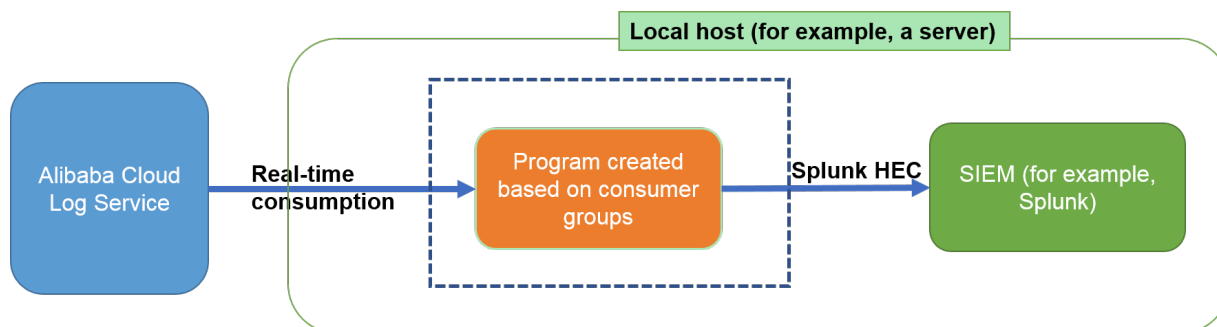 Local host (for example, a server)
Alibaba Cloud
Log Service
Real-time
consumption
Program created
based on consumer
groups
Splunk HEC
SIEM (for example,
Splunk)